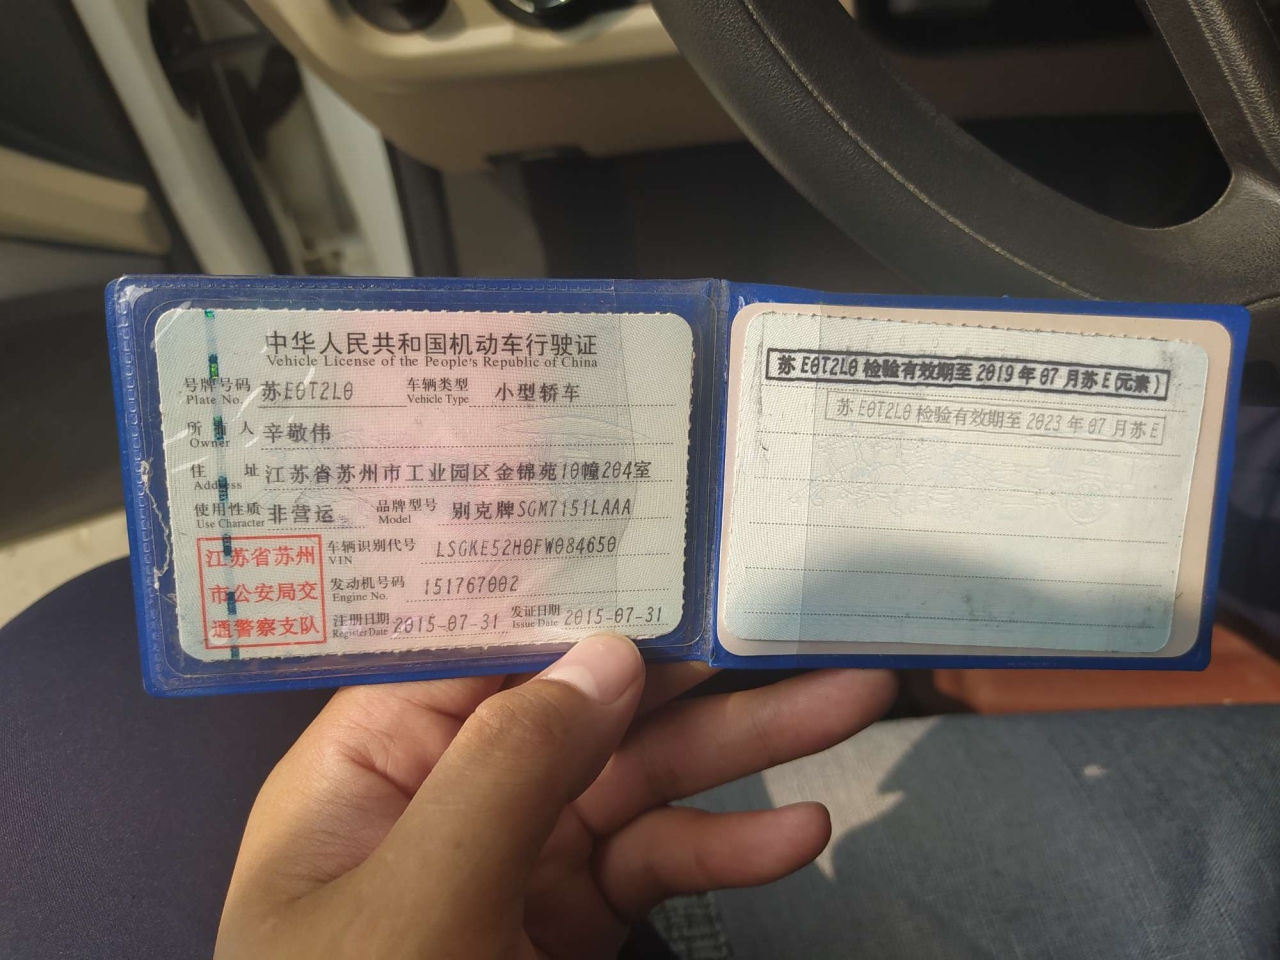 中华人民共和国机动车行驶证
Vehicle License of the People's Republic of China
号牌号码 苏E0T2L0 车辆类型 小型轿车
Plate No. Vehicle Type
所有人 辛敬伟
Owner
住址 江苏省苏州市工业园区金锦苑10幢204室
Address
使用性质 非营运 品牌型号 别克牌SGM7151LAAA
Use Character Model
江苏省苏州
市公安局交
通警察支队
车辆识别代号 LSGKE52H0FW084650
VIN
发动机号码 151767002
Engine No.
注册日期 2015-07-31 发证日期 2015-07-31
Register Date Issue Date
苏E0T2L0检验有效期至2019年07月苏E(元素)
苏E0T2L0检验有效期至2023年07月苏E